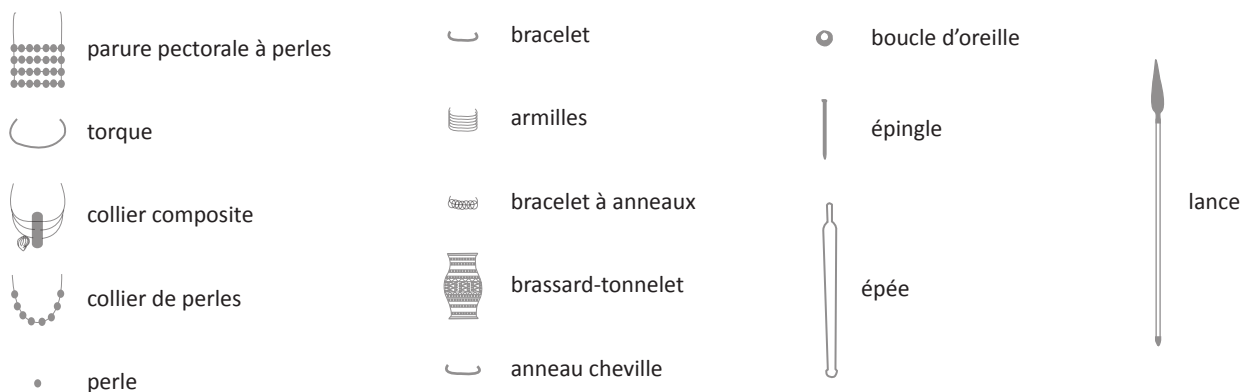 parure pectorale à perles
torque
collier composite
collier de perles
perle
bracelet
armilles
bracelet à anneaux
brassard-tonnelet
anneau cheville
boucle d'oreille
épingle
épée
lance